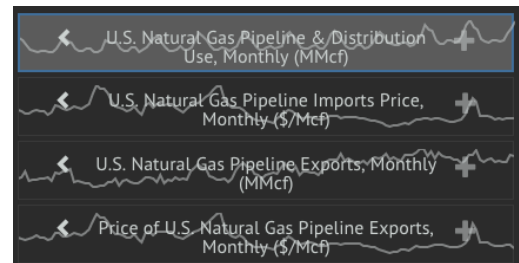 U.S. Natural Gas Pipeline & Distribution
Use, Monthly (MMcf)
U.S. Natural Gas Pipeline Imports Price,
Monthly ($/Mcf)
U.S. Natural Gas Pipeline Exports, Monthly
(MMcf)
Price of U.S. Natural Gas Pipeline Exports,
Monthly ($/Mcf)